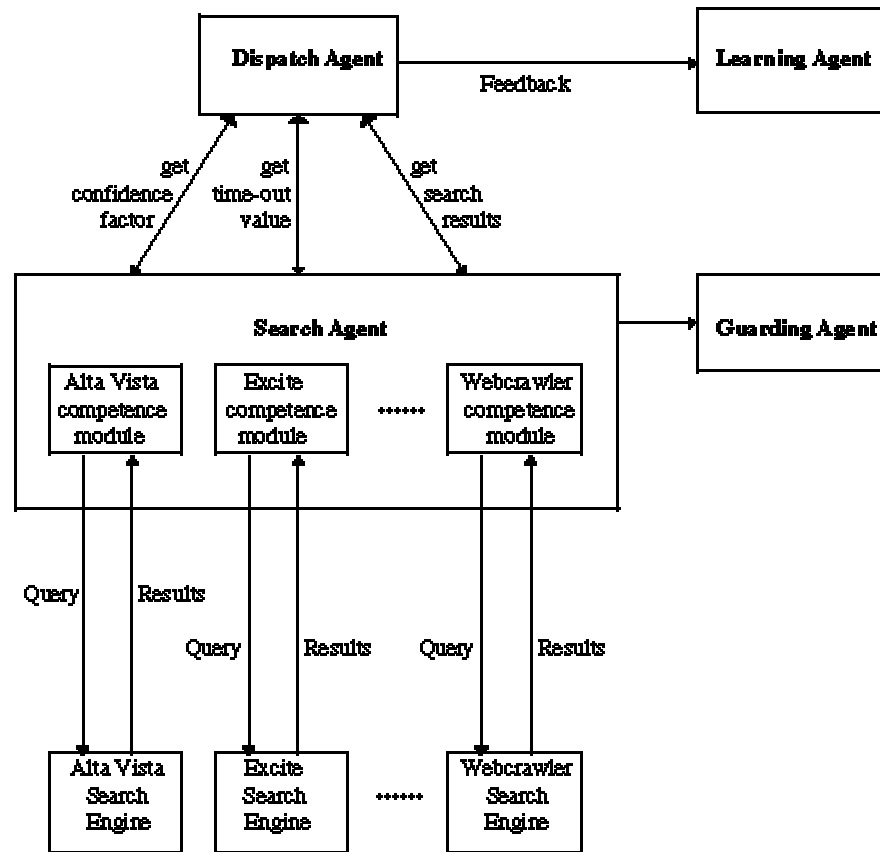 Dispatch Agent
Learning Agent
Feedback
get
confidence
factor
get
time-out
value
get
search
results
Search Agent
Guarding Agent
Alta Vista
competence
module
Excite
competence
module
......
Webcrawler
competence
module
Query
Results
Query
Results
Query
Results
Alta Vista
Search
Engine
Excite
Search
Engine
......
Webcrawler
Search
Engine